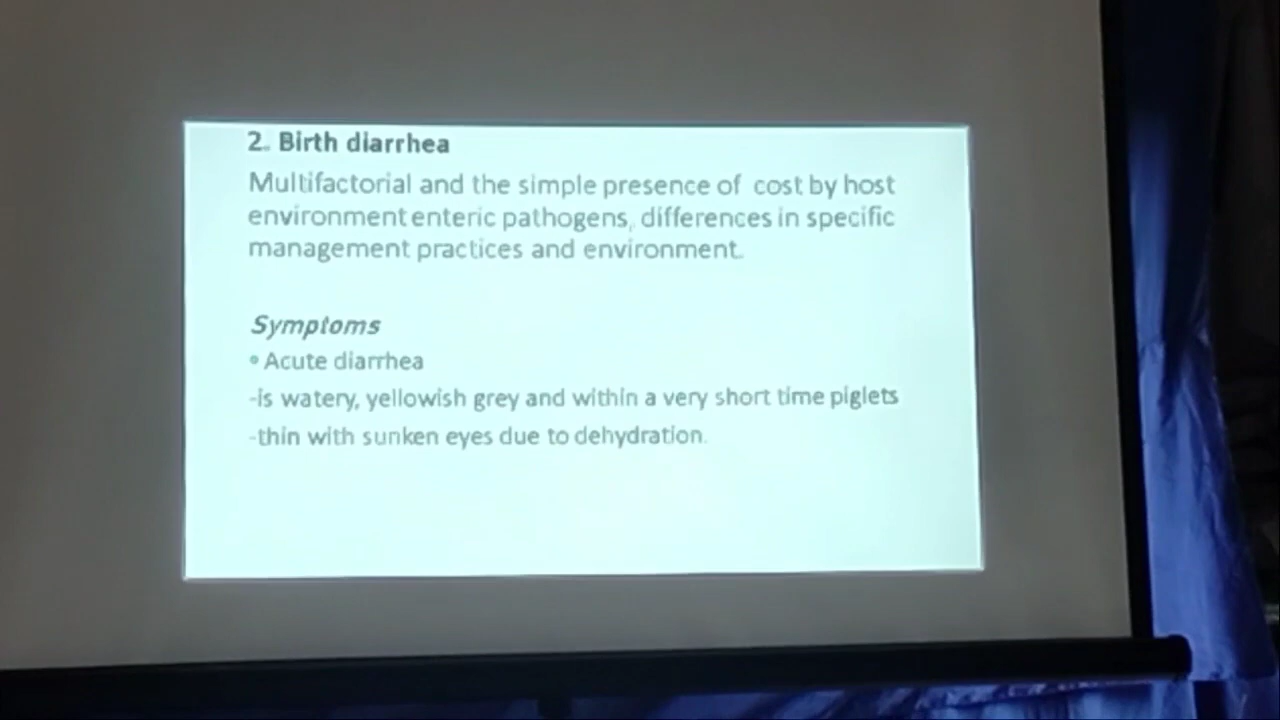 2. Birth diarrhea
Multifactorial and the simple presence of cost by host
environment enteric pathogens, differences in specific
management practices and environment.
Symptoms
• Acute diarrhea
-is watery, yellowish grey and within a very short time piglets
-thin with sunken eyes due to dehydration.